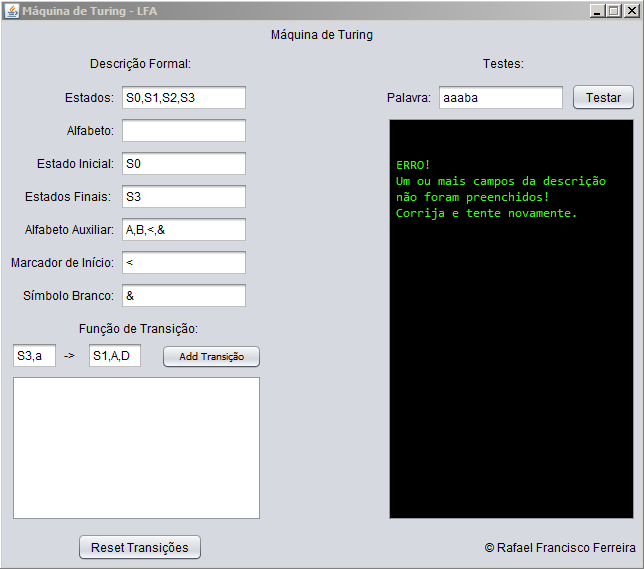 Máquina de Turing - LFA
Máquina de Turing
Descrição Formal:
Estados: S0,S1,S2,S3
Alfabeto:
Estado Inicial: S0
Estados Finais: S3
Alfabeto Auxiliar: A,B,<,&
Marcador de Início: <
Símbolo Branco: &
Função de Transição:
S3,a -> S1,A,D Add Transição
Reset Transições
Testes:
Palavra: aaaba Testar
ERRO!
Um ou mais campos da descrição
não foram preenchidos!
Corrija e tente novamente.
© Rafael Francisco Ferreira